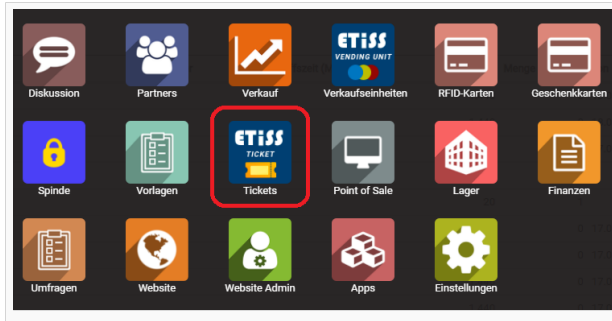 ETiSS
VENDING UNIT
Diskussion
Partners
Verkauf
Verkaufseinheiten
RFID-Karten
Geschenkkarten
ETiSS
TICKET
Spinde
Vorlagen
Tickets
Point of Sale
Lager
Finanzen
Umfragen
Website
Website Admin
Apps
Einstellungen